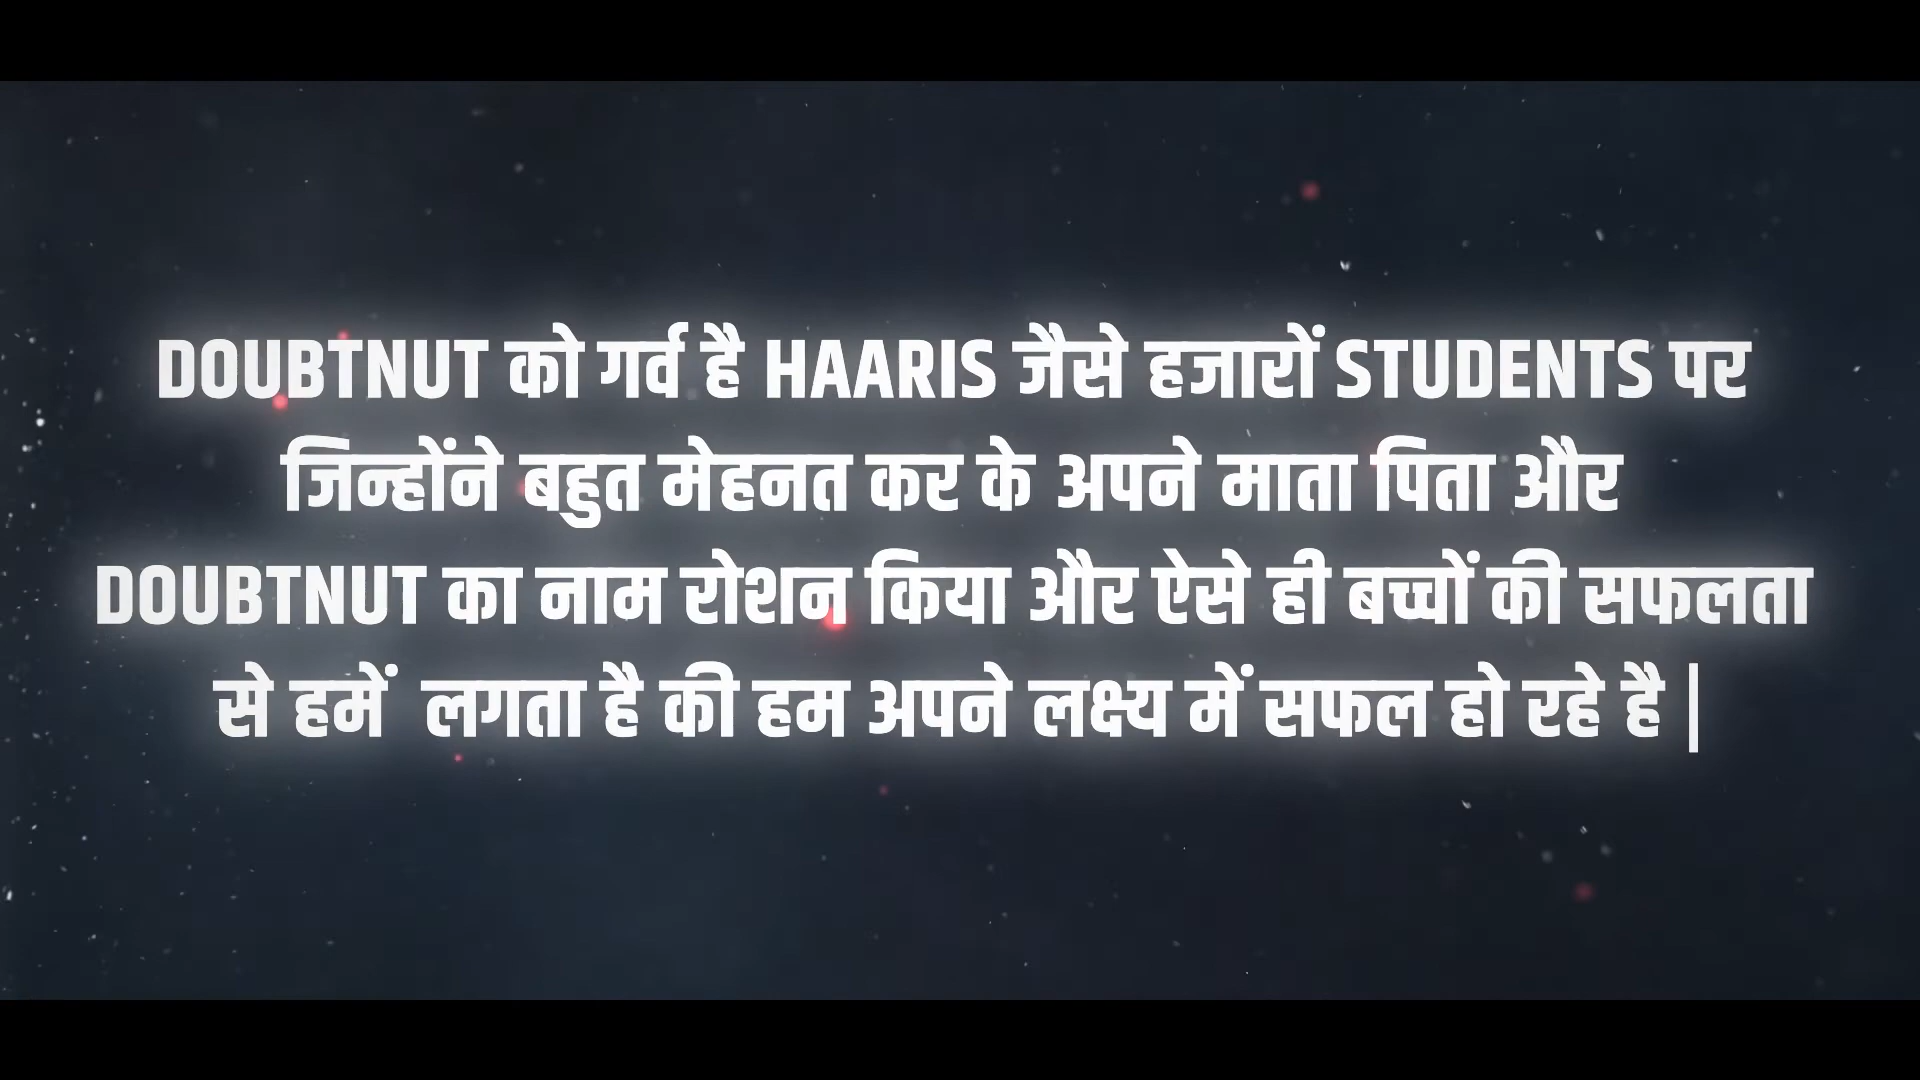 DOUBTNUT को गर्व है HAARIS जैसे हजारों STUDENTS पर
जिन्होंने बहुत मेहनत कर के अपने माता पिता और
DOUBTNUT का नाम रोशन किया और ऐसे ही बच्चों की सफलता
से हमें लगता है की हम अपने लक्ष्य में सफल हो रहे है |